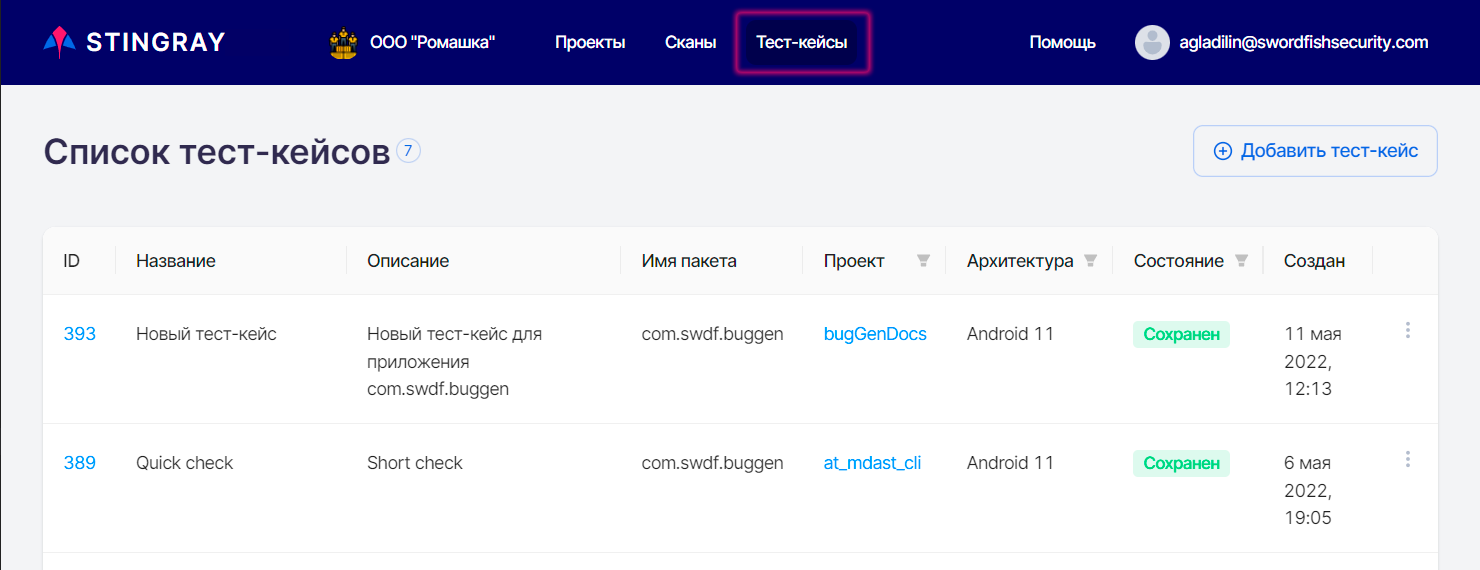 STINGRAY ООО "Ромашка" Проекты Сканы Тест-кейсы Помощь agladilin@swordfishsecurity.com
Список тест-кейсов 7 Добавить тест-кейс
ID Название Описание Имя пакета Проект Архитектура Состояние Создан
393 Новый тест-кейс Новый тест-кейс для com.swdf.buggen bugGenDocs Android 11 Сохранен 11 мая
приложения 2022,
com.swdf.buggen 12:13
389 Quick check Short check com.swdf.buggen at_mdast_cli Android 11 Сохранен 6 мая
2022,
19:05